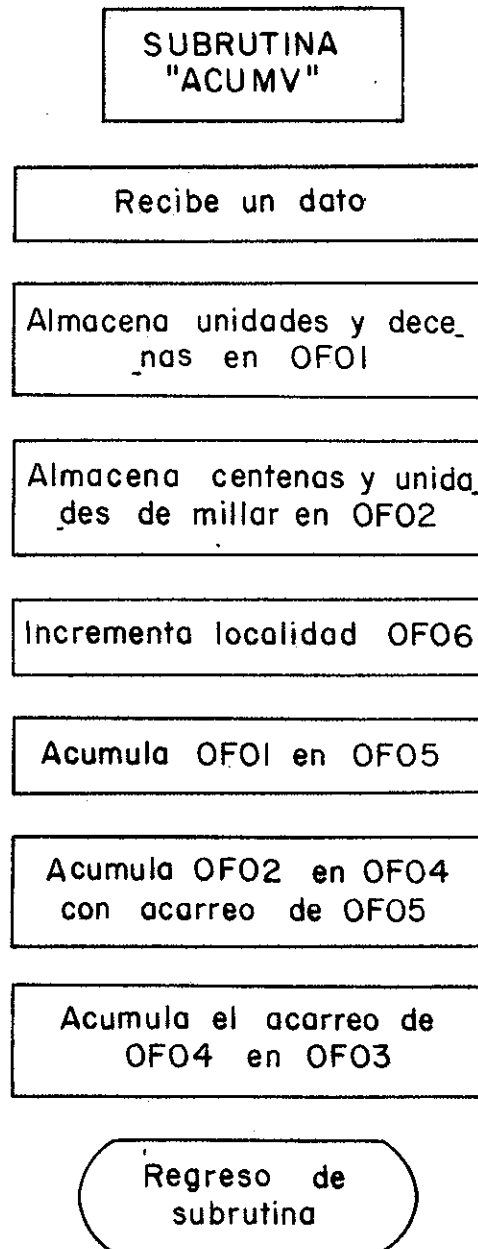 SUBRUTINA
"ACUMV"
Recibe un dato
Almacena unidades y dece_
_nas en OFO1
Almacena centenas y unida_
_des de millar en OFO2
Incrementa localidad OFO6
Acumula OFO1 en OFO5
Acumula OFO2 en OFO4
con acarreo de OFO5
Acumula el acarreo de
OFO4 en OFO3
Regreso de
subrutina